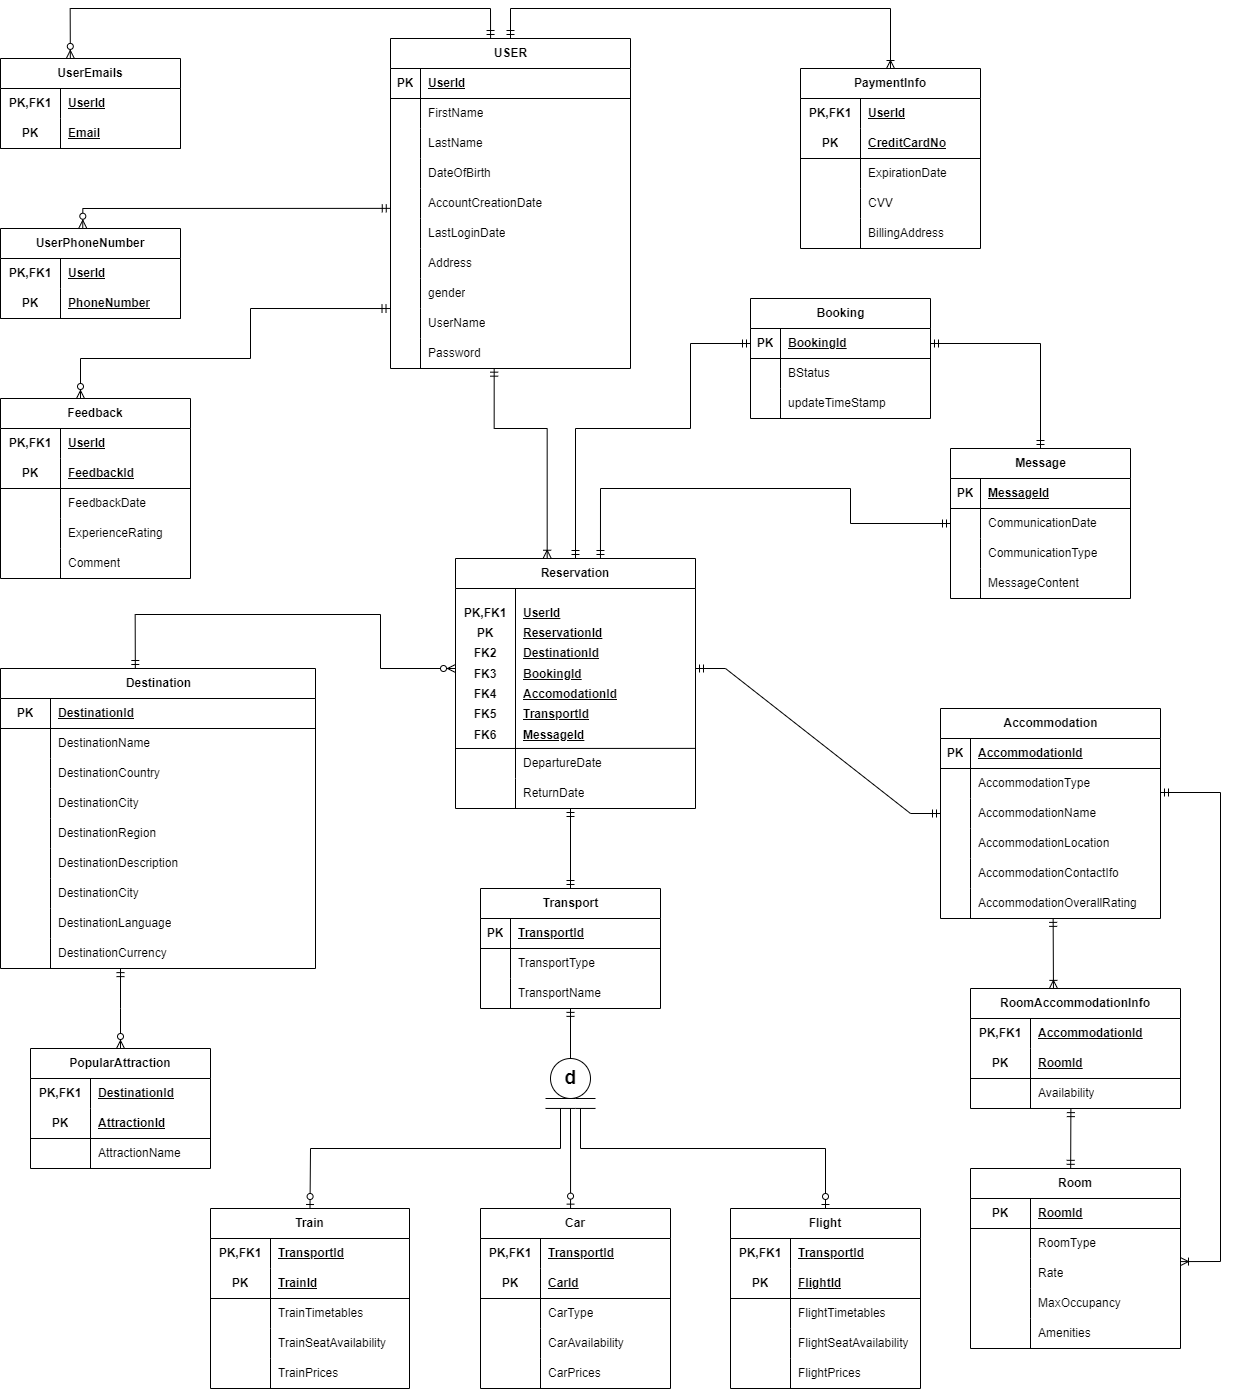 USER
PK UserId
FirstName
LastName
DateOfBirth
AccountCreationDate
LastLoginDate
Address
gender
UserName
Password
UserEmails
PK,FK1 UserId
PK Email
PaymentInfo
PK,FK1 UserId
PK CreditCardNo
ExpirationDate
CVV
BillingAddress
UserPhoneNumber
PK,FK1 UserId
PK PhoneNumber
Booking
PK BookingId
BStatus
updateTimeStamp
Feedback
PK,FK1 UserId
PK FeedbackId
FeedbackDate
ExperienceRating
Comment
Message
PK MessageId
CommunicationDate
CommunicationType
MessageContent
Reservation
PK,FK1 UserId
PK ReservationId
FK2 DestinationId
FK3 BookingId
FK4 AccomodationId
FK5 TransportId
FK6 MessageId
DepartureDate
ReturnDate
Destination
PK DestinationId
DestinationName
DestinationCountry
DestinationCity
DestinationRegion
DestinationDescription
DestinationCity
DestinationLanguage
DestinationCurrency
Accommodation
PK AccommodationId
AccommodationType
AccommodationName
AccommodationLocation
AccommodationContactIfo
AccommodationOverallRating
Transport
PK TransportId
TransportType
TransportName
d
RoomAccommodationInfo
PK,FK1 AccommodationId
PK RoomId
Availability
PopularAttraction
PK,FK1 DestinationId
PK AttractionId
AttractionName
Room
PK RoomId
RoomType
Rate
MaxOccupancy
Amenities
Train
PK,FK1 TransportId
PK TrainId
TrainTimetables
TrainSeatAvailability
TrainPrices
Car
PK,FK1 TransportId
PK CarId
CarType
CarAvailability
CarPrices
Flight
PK,FK1 TransportId
PK FlightId
FlightTimetables
FlightSeatAvailability
FlightPrices